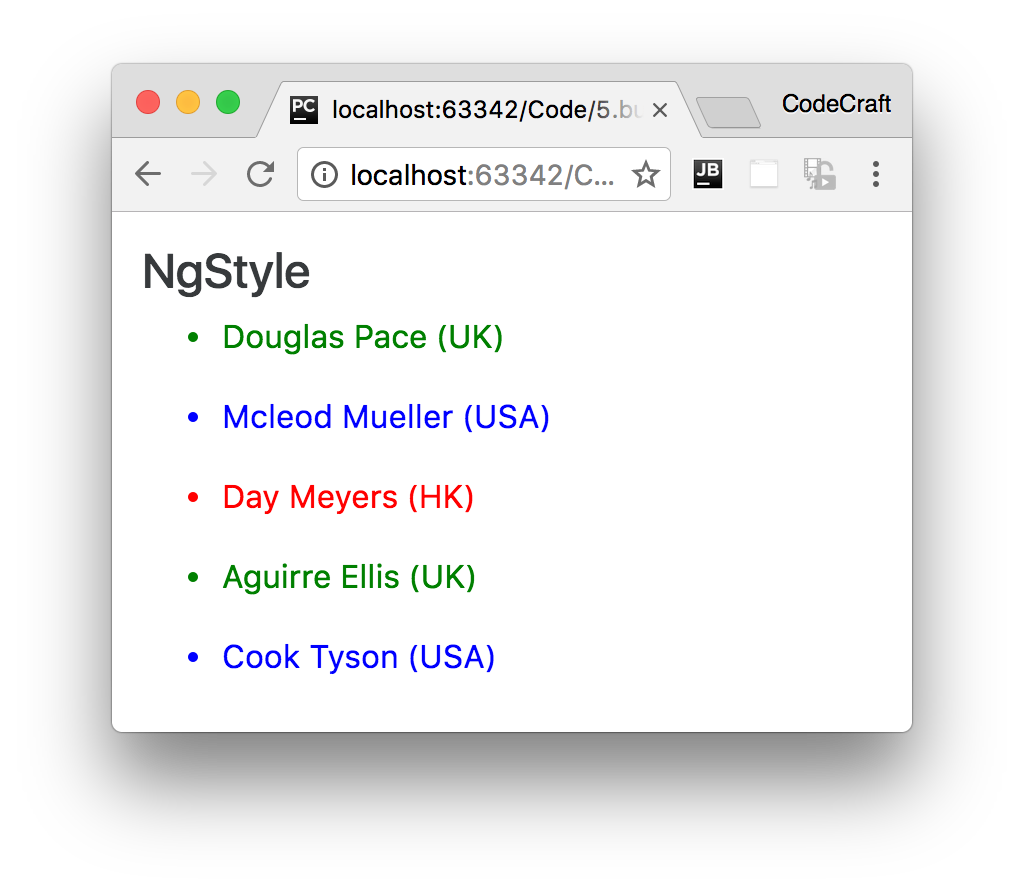 PC
localhost:63342/Code/5.bu
CodeCraft
localhost:63342/C...
JB
NgStyle
• Douglas Pace (UK)
• Mcleod Mueller (USA)
• Day Meyers (HK)
• Aguirre Ellis (UK)
• Cook Tyson (USA)